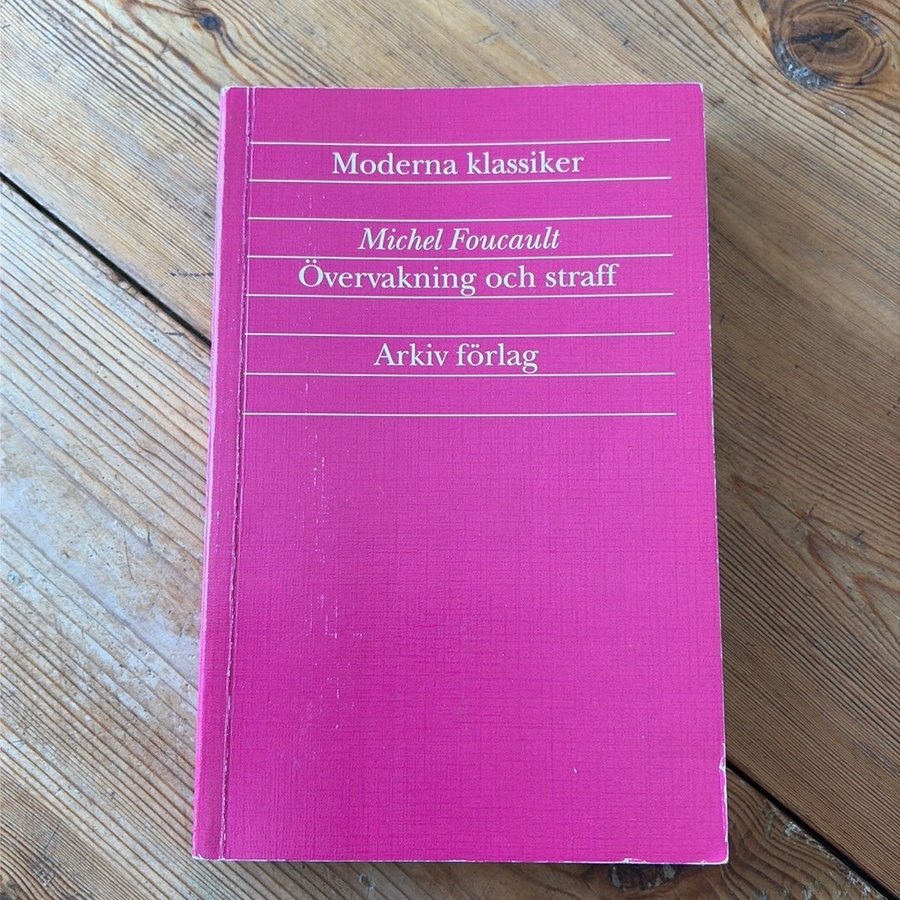 Moderna klassiker
Michel Foucault
Övervakning och straff
Arkiv förlag